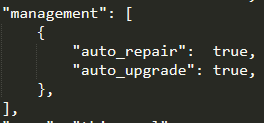 "management": [
    {
        "auto_repair":  true,
        "auto_upgrade": true,
    },
],